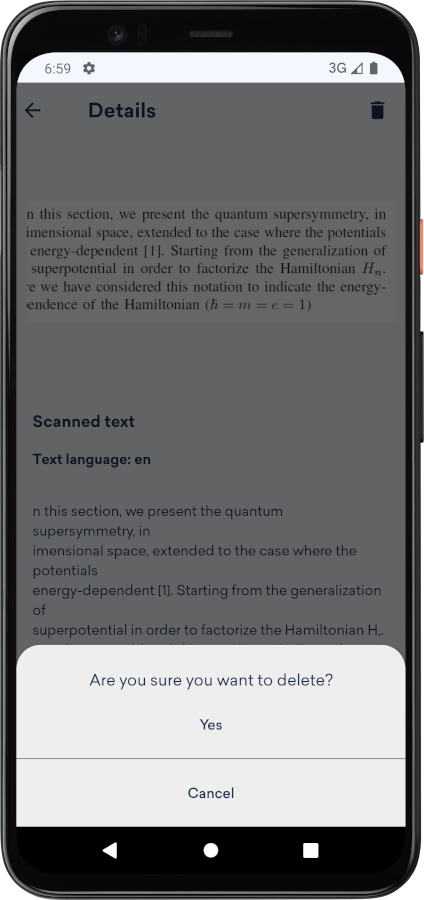 6:59
3G
Details
n this section, we present the quantum supersymmetry, in
imensional space, extended to the case where the potentials
energy-dependent [1]. Starting from the generalization of
superpotential in order to factorize the Hamiltonian Hₙ.
e we have considered this notation to indicate the energy-
endence of the Hamiltonian (ħ = m = e = 1)
Scanned text
Text language: en
n this section, we present the quantum
supersymmetry, in
imensional space, extended to the case where the
potentials
energy-dependent [1]. Starting from the generalization
of
superpotential in order to factorize the Hamiltonian H,.
Are you sure you want to delete?
Yes
Cancel